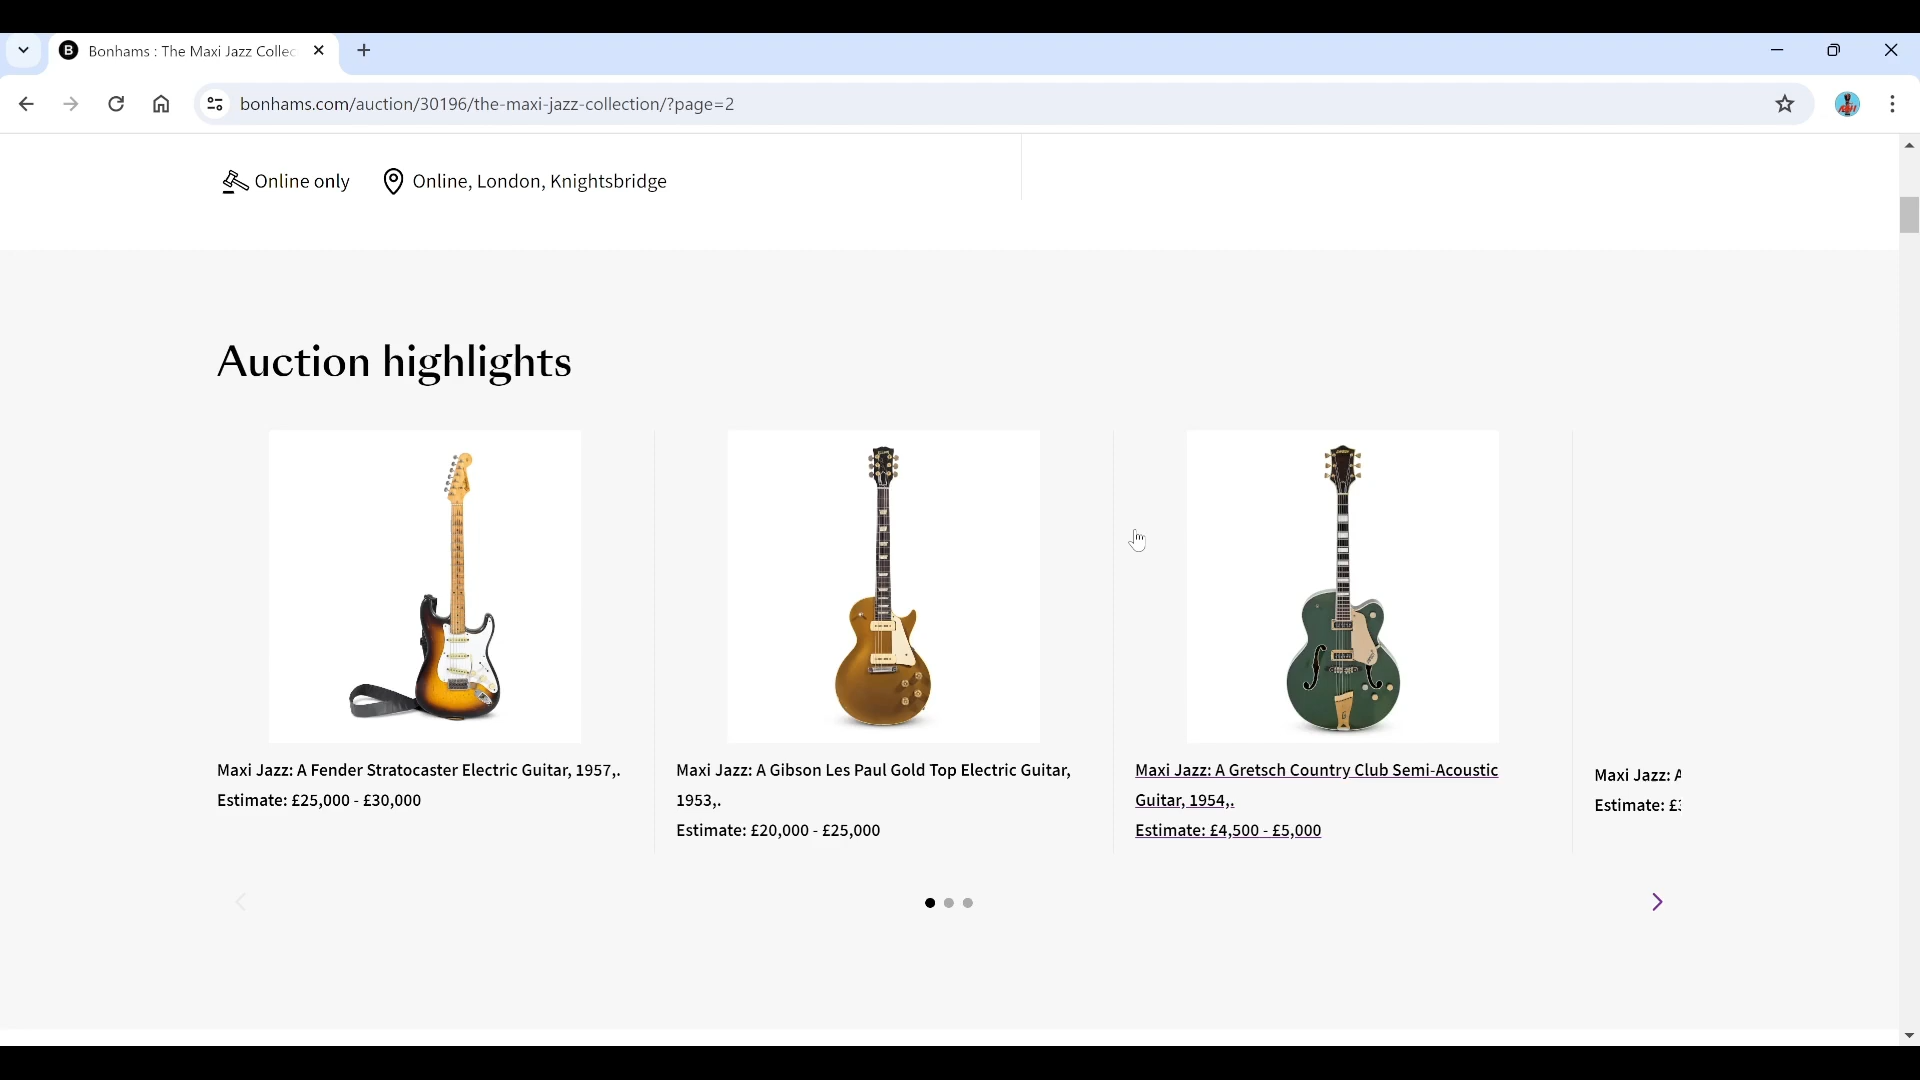 B Bonhams : The Maxi Jazz Collec
bonhams.com/auction/30196/the-maxi-jazz-collection/?page=2
Online only
Online, London, Knightsbridge
Auction highlights
Maxi Jazz: A Fender Stratocaster Electric Guitar, 1957,.
Estimate: £25,000 - £30,000
Maxi Jazz: A Gibson Les Paul Gold Top Electric Guitar,
1953,.
Estimate: £20,000 - £25,000
Maxi Jazz: A Gretsch Country Club Semi-Acoustic
Guitar, 1954,.
Estimate: £4,500 - £5,000
Maxi Jazz: A
Estimate: £